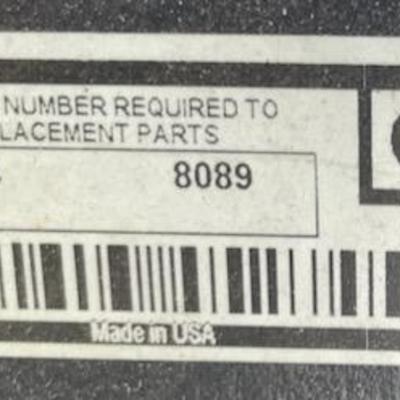 NUMBER REQUIRED TO
LACEMENT PARTS
8089
Made in USA